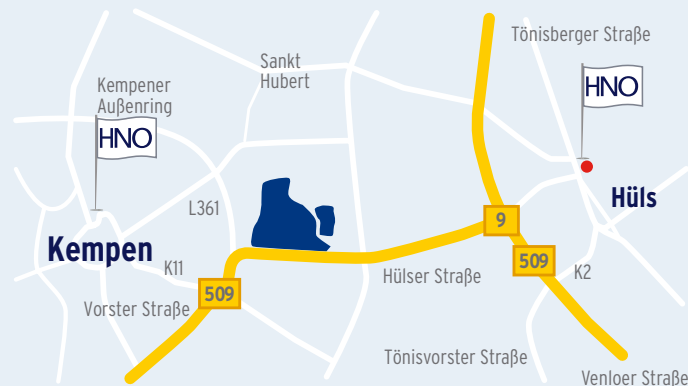 Tönisberger Straße
Sankt
Hubert
Kempener
Außenring
HNO
HNO
L361
Hüls
9
Kempen
K11
509
K2
Hülser Straße
509
Vorster Straße
Tönisvorster Straße
Venloer Straße